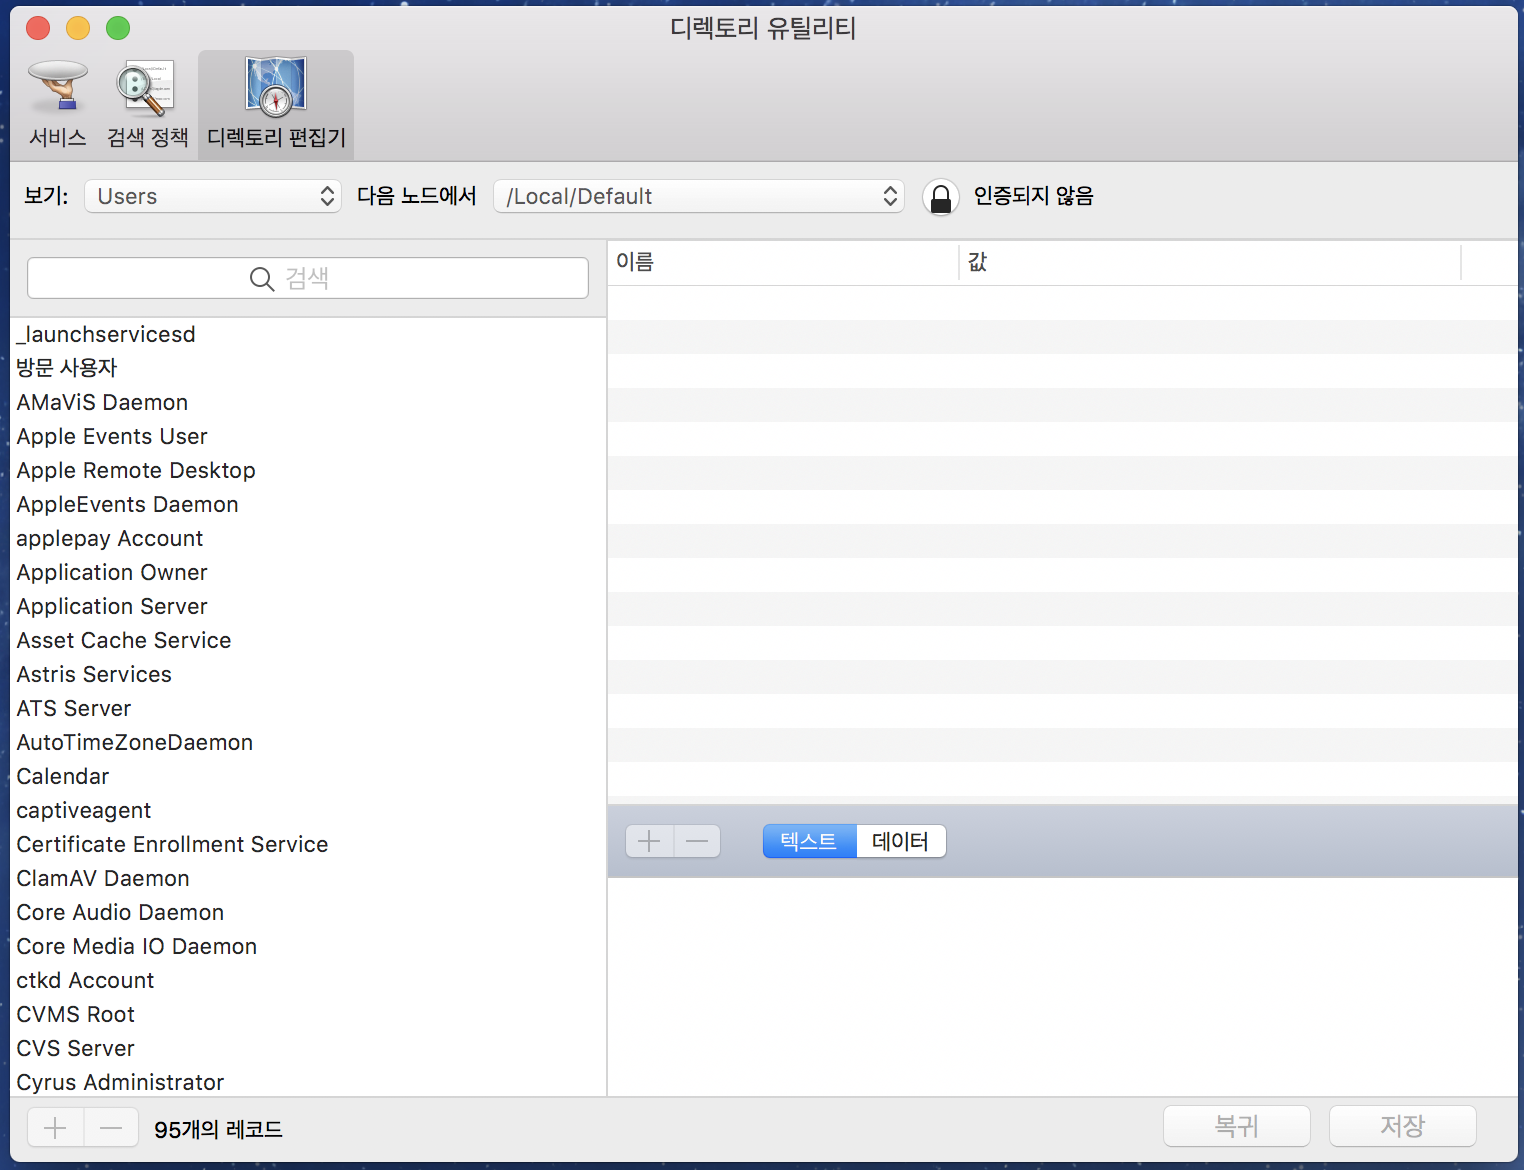 디렉토리 유틸리티
서비스 검색 정책 디렉토리 편집기
보기: Users 다음 노드에서 /Local/Default 인증되지 않음
검색
이름 값
_launchservicesd
방문 사용자
AMaViS Daemon
Apple Events User
Apple Remote Desktop
AppleEvents Daemon
applepay Account
Application Owner
Application Server
Asset Cache Service
Astris Services
ATS Server
AutoTimeZoneDaemon
Calendar
captiveagent
Certificate Enrollment Service
ClamAV Daemon
Core Audio Daemon
Core Media IO Daemon
ctkd Account
CVMS Root
CVS Server
Cyrus Administrator
텍스트 데이터
95개의 레코드
복귀 저장